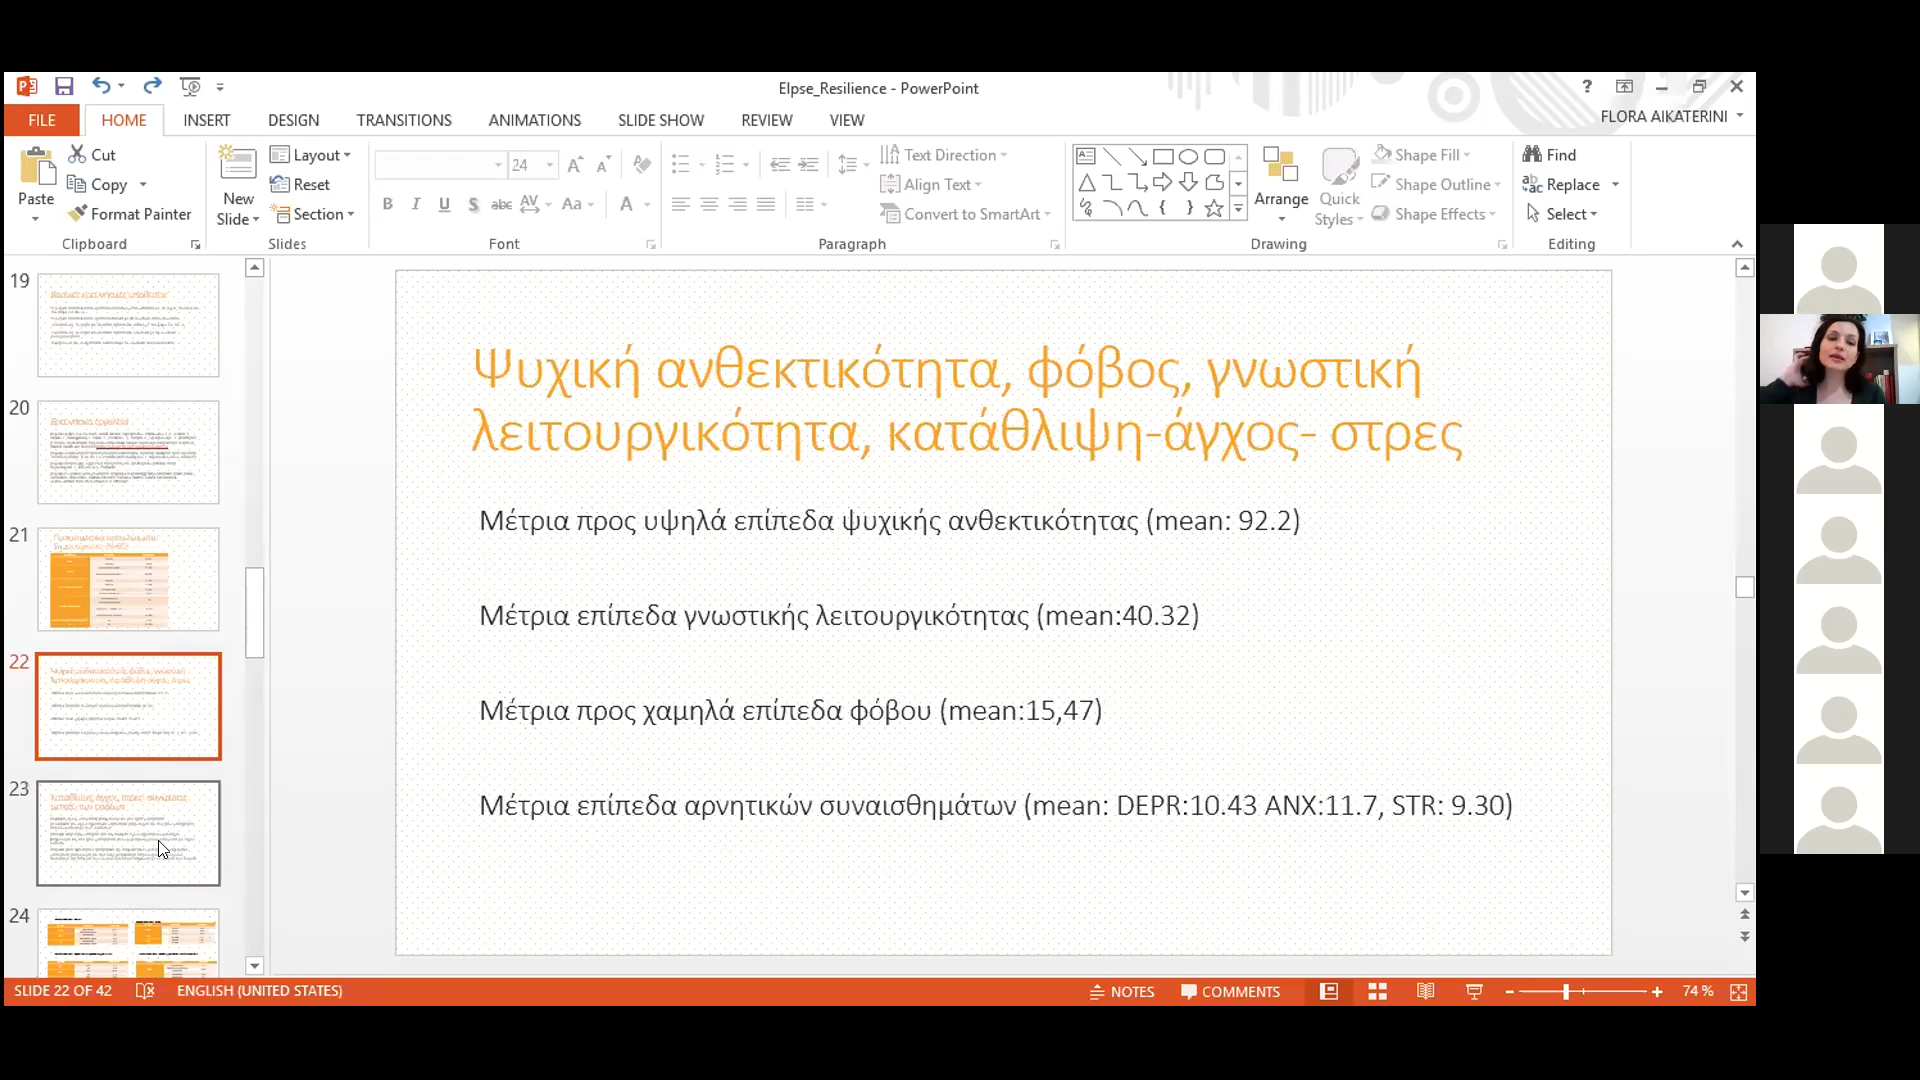 Elpse_Resilience - PowerPoint
FLORA AIKATERINI
FILE HOME INSERT DESIGN TRANSITIONS ANIMATIONS SLIDE SHOW REVIEW VIEW
Paste
Cut
Copy
Format Painter
Clipboard
New Slide
Layout
Reset
Section
Slides
24
Font
Text Direction
Align Text
Convert to SmartArt
Paragraph
Arrange
Quick Styles
Shape Fill
Shape Outline
Shape Effects
Drawing
Find
Replace
Select
Editing
19
20
21
22
23
24
Ψυχική ανθεκτικότητα, φόβος, γνωστική
λειτουργικότητα, κατάθλιψη-άγχος- στρες
Μέτρια προς υψηλά επίπεδα ψυχικής ανθεκτικότητας (mean: 92.2)
Μέτρια επίπεδα γνωστικής λειτουργικότητας (mean:40.32)
Μέτρια προς χαμηλά επίπεδα φόβου (mean:15,47)
Μέτρια επίπεδα αρνητικών συναισθημάτων (mean: DEPR:10.43 ANX:11.7, STR: 9.30)
SLIDE 22 OF 42 ENGLISH (UNITED STATES) NOTES COMMENTS 74 %